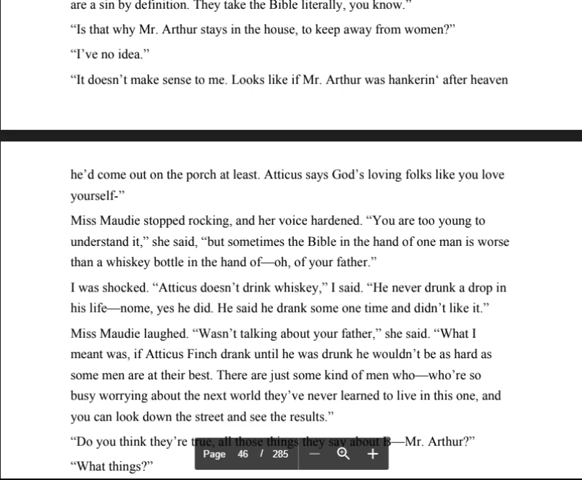 are a sin by definition. They take the Bible literally, you know.”
“Is that why Mr. Arthur stays in the house, to keep away from women?”
“I’ve no idea.”
“It doesn’t make sense to me. Looks like if Mr. Arthur was hankerin‘ after heaven
he’d come out on the porch at least. Atticus says God’s loving folks like you love
yourself-”
Miss Maudie stopped rocking, and her voice hardened. “You are too young to
understand it,” she said, “but sometimes the Bible in the hand of one man is worse
than a whiskey bottle in the hand of—oh, of your father.”
I was shocked. “Atticus doesn’t drink whiskey,” I said. “He never drunk a drop in
his life—nome, yes he did. He said he drank some one time and didn’t like it.”
Miss Maudie laughed. “Wasn’t talking about your father,” she said. “What I
meant was, if Atticus Finch drank until he was drunk he wouldn’t be as hard as
some men are at their best. There are just some kind of men who—who’re so
busy worrying about the next world they’ve never learned to live in this one, and
you can look down the street and see the results.”
“Do you think they’re true, all those things they say about B—Mr. Arthur?”
Page 46 / 285
“What things?”